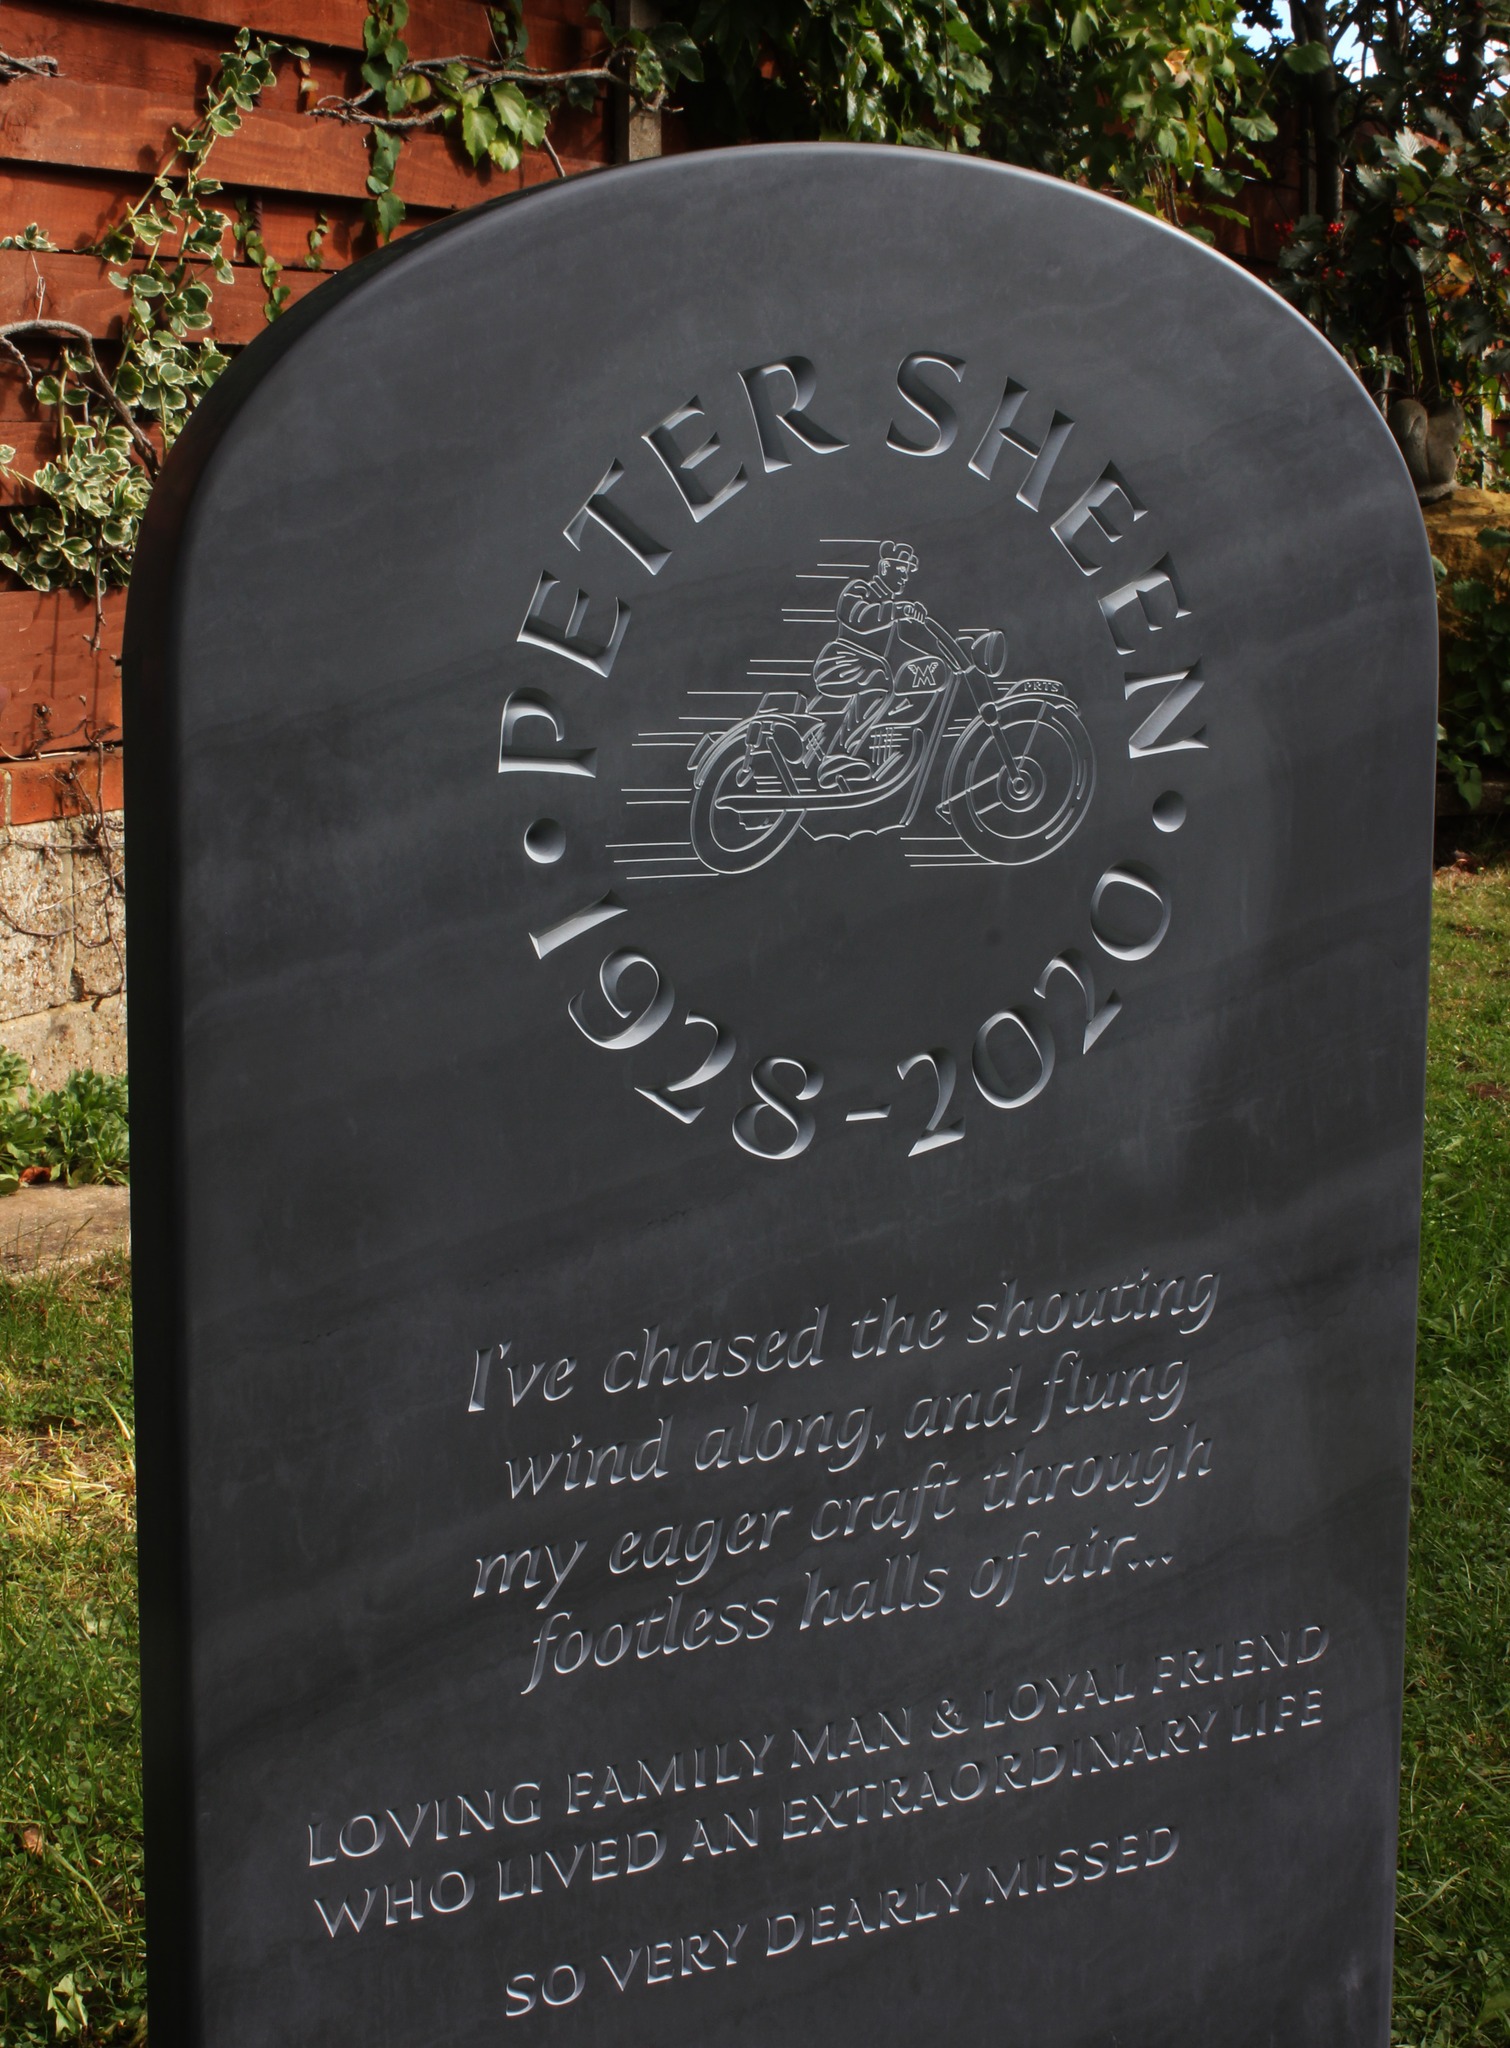 PETER SHEEN
M
PRTS
1928-2020
I've chased the shouting
wind along, and flung
my eager craft through
footless halls of air...
LOVING FAMILY MAN & LOYAL FRIEND
WHO LIVED AN EXTRAORDINARY LIFE
SO VERY DEARLY MISSED